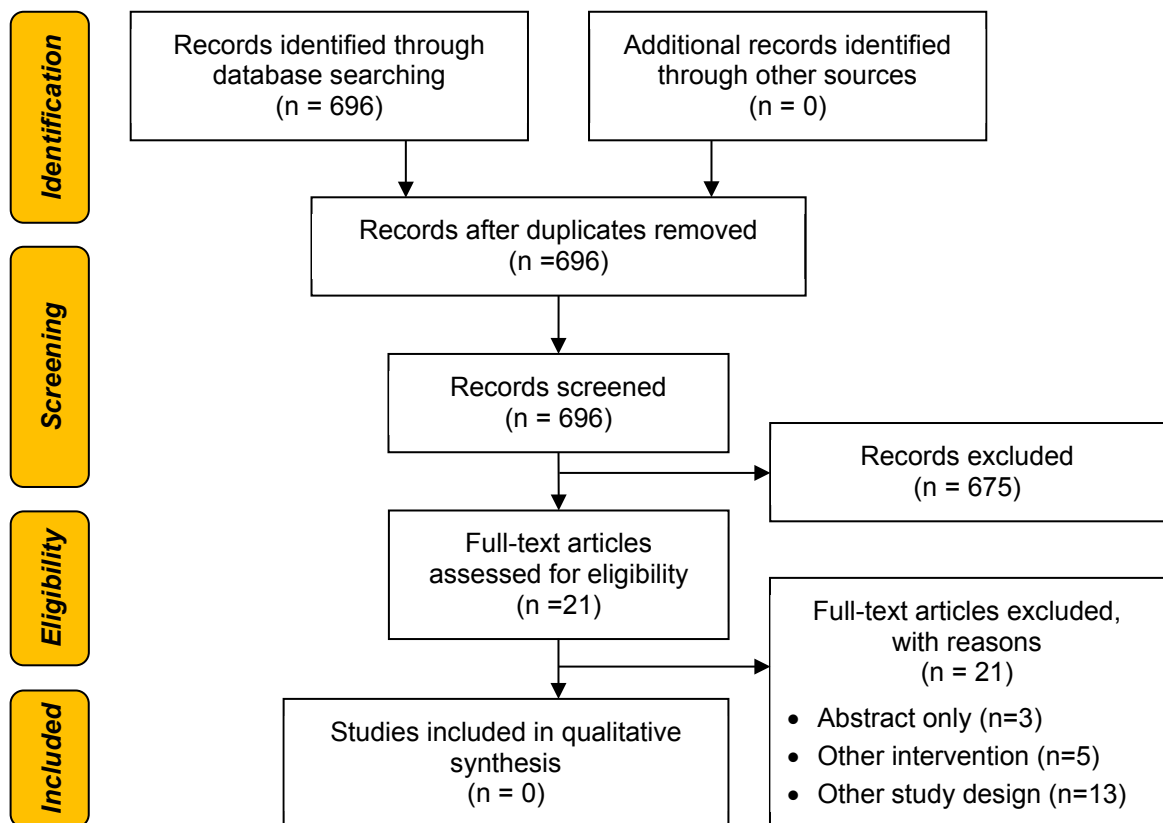 Identification
Records identified through
database searching
(n = 696)
Additional records identified
through other sources
(n = 0)
Records after duplicates removed
(n =696)
Screening
Records screened
(n = 696)
Records excluded
(n = 675)
Eligibility
Full-text articles
assessed for eligibility
(n =21)
Full-text articles excluded,
with reasons
(n = 21)
• Abstract only (n=3)
• Other intervention (n=5)
• Other study design (n=13)
Included
Studies included in qualitative
synthesis
(n = 0)